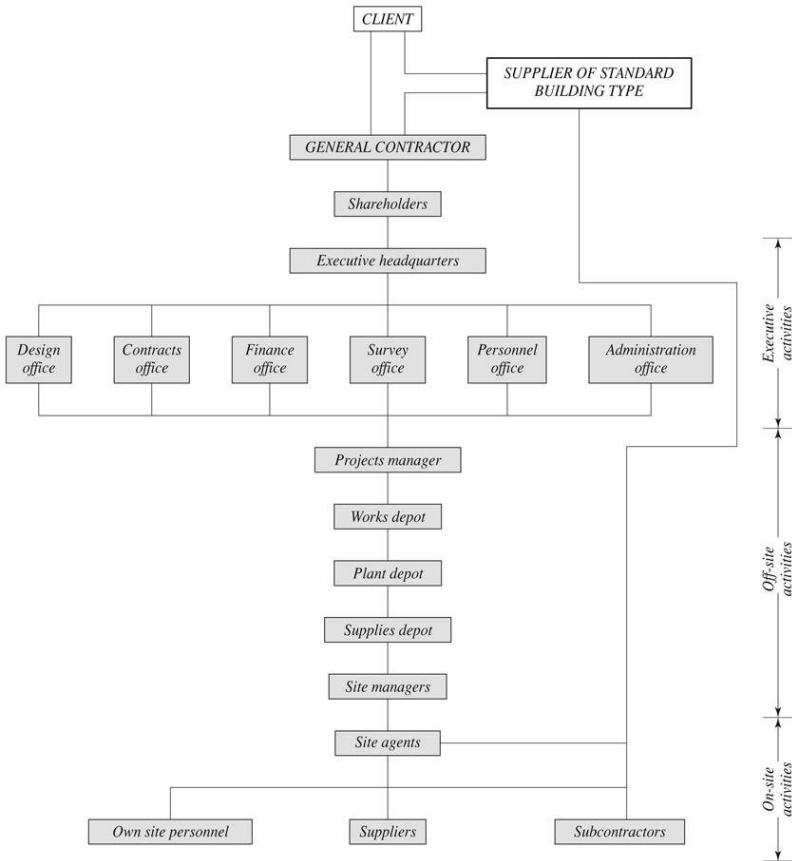 CLIENT
SUPPLIER OF STANDARD
BUILDING TYPE
GENERAL CONTRACTOR
Shareholders
Executive headquarters
Design
office
Contracts
office
Finance
office
Survey
office
Personnel
office
Administration
office
Executive
activities
Projects manager
Works depot
Plant depot
Supplies depot
Site managers
Off-site
activities
Site agents
Own site personnel
Suppliers
Subcontractors
On-site
activities